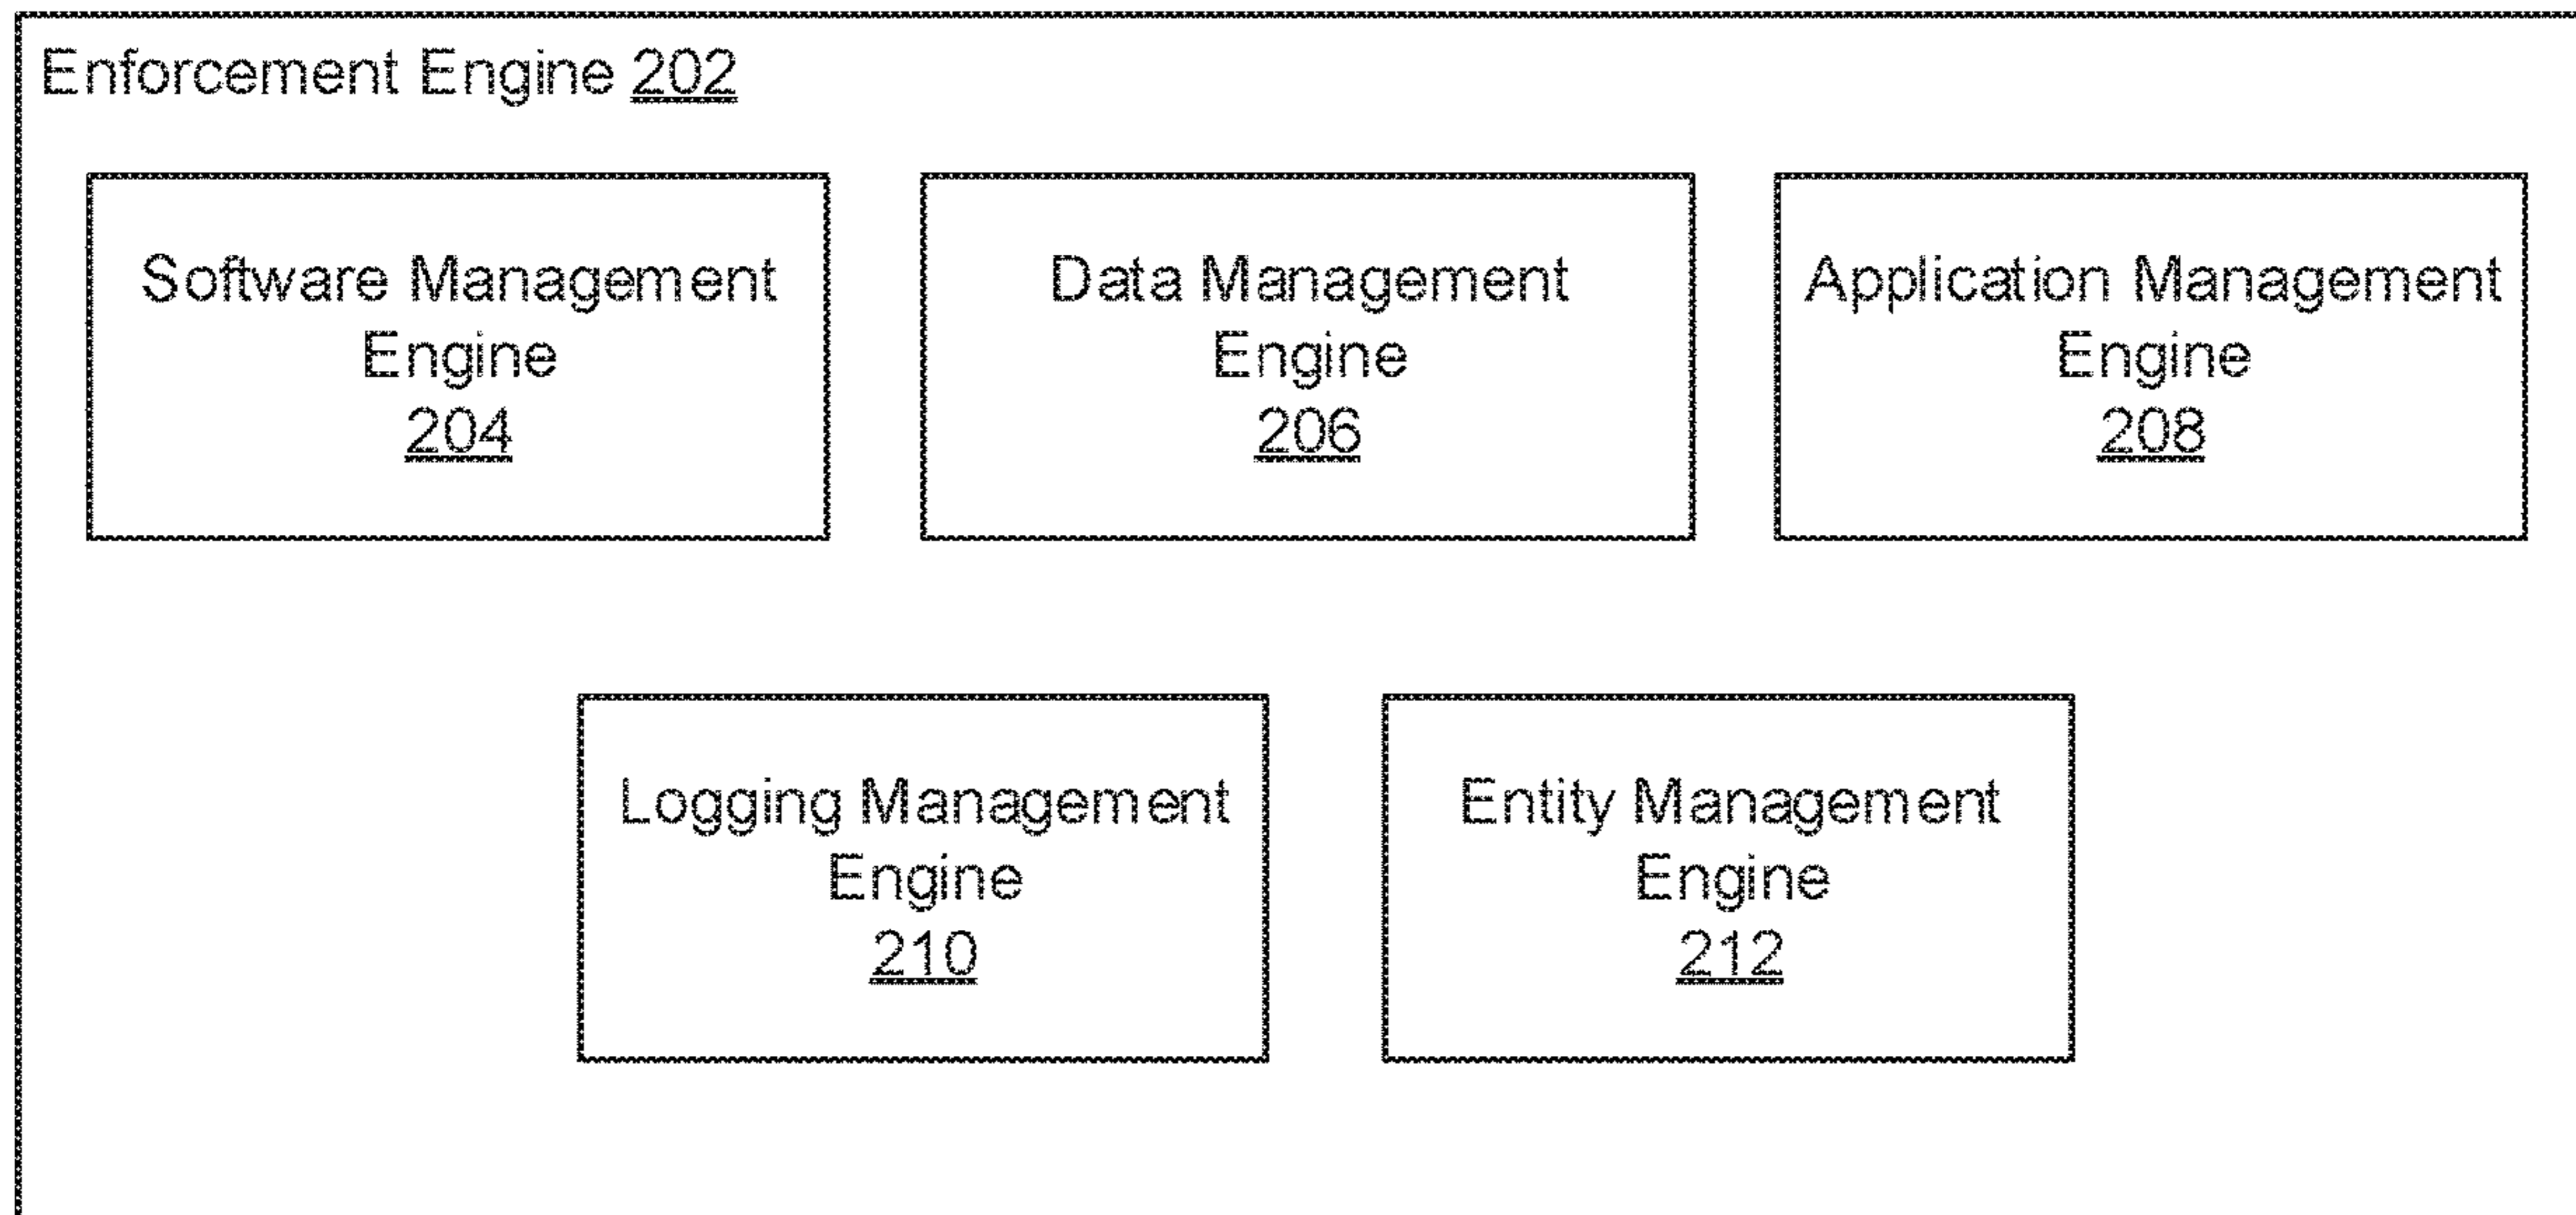 Enforcement Engine 202
Software Management
Engine
204
Data Management
Engine
206
Application Management
Engine
208
Logging Management
Engine
210
Entity Management
Engine
212